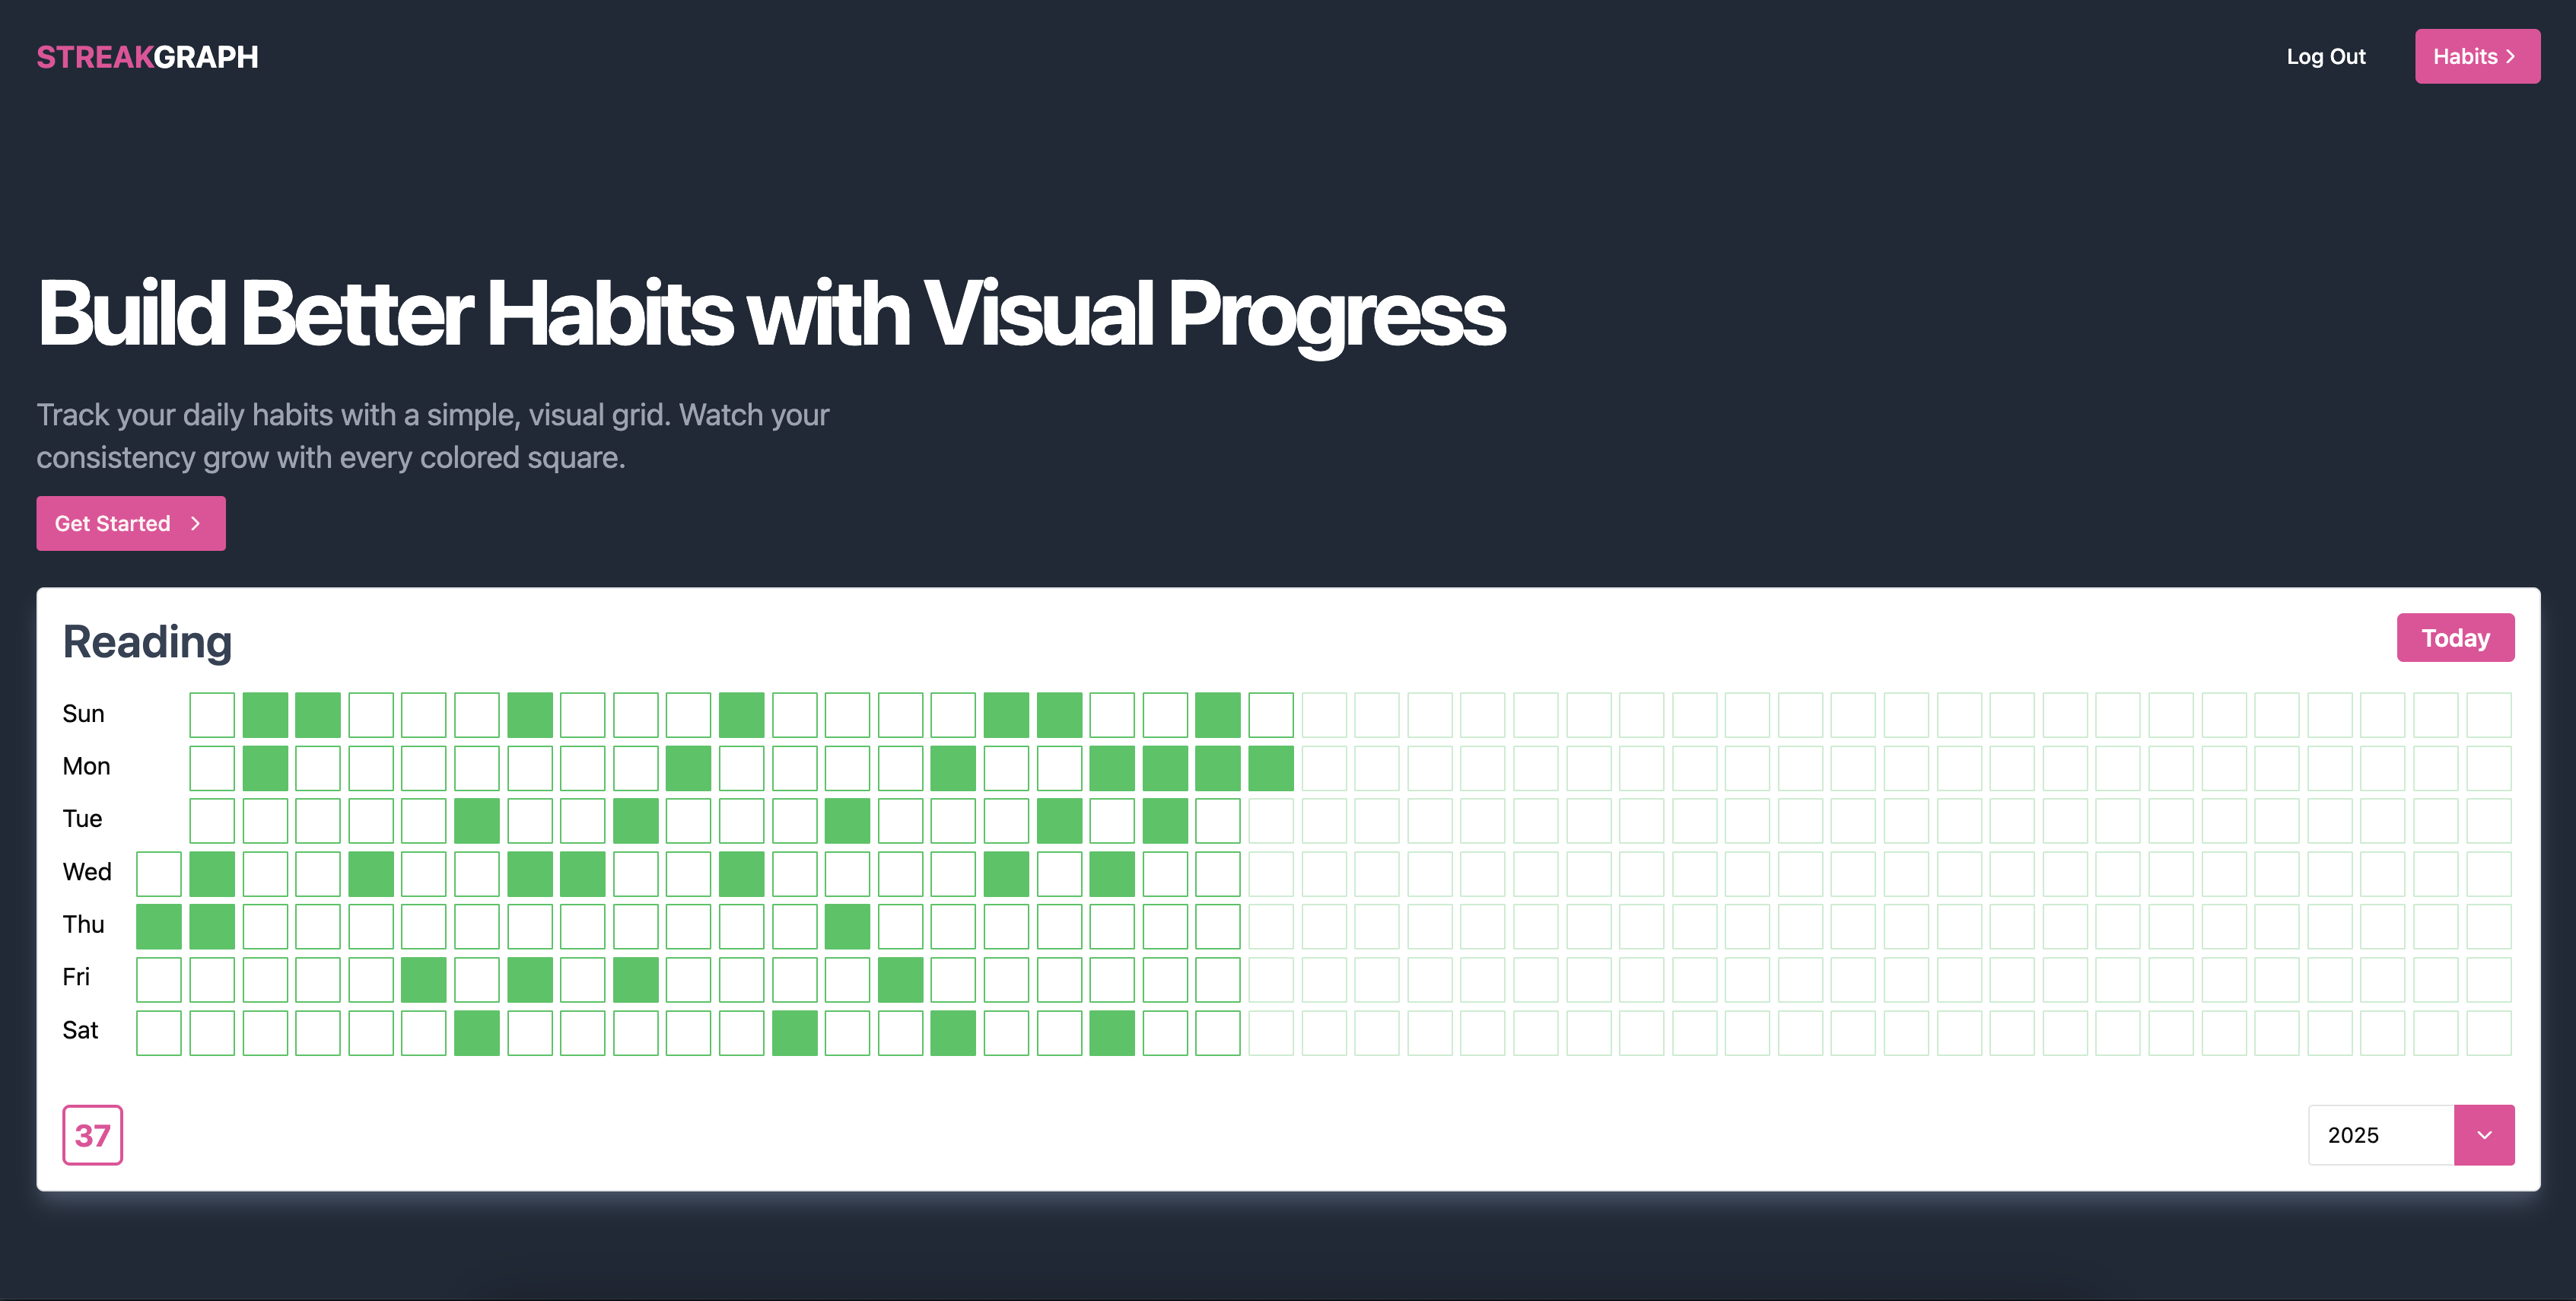 STREAKGRAPH
Log Out
Habits
Build Better Habits with Visual Progress
Track your daily habits with a simple, visual grid. Watch your
consistency grow with every colored square.
Get Started
Reading
Today
Sun
Mon
Tue
Wed
Thu
Fri
Sat
37
2025